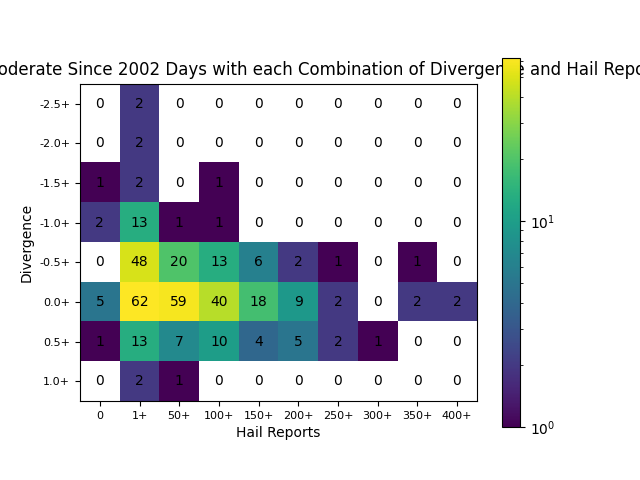 oderate Since 2002 Days with each Combination of Divergence and Hail Repo
Divergence
-2.5+ 0 2 0 0 0 0 0 0 0 0
-2.0+ 0 2 0 0 0 0 0 0 0 0
-1.5+ 1 2 0 1 0 0 0 0 0 0
-1.0+ 2 13 1 1 0 0 0 0 0 0
-0.5+ 0 48 20 13 6 2 1 0 1 0
0.0+ 5 62 59 40 18 9 2 0 2 2
0.5+ 1 13 7 10 4 5 2 1 0 0
1.0+ 0 2 1 0 0 0 0 0 0 0
0 1+ 50+ 100+ 150+ 200+ 250+ 300+ 350+ 400+
Hail Reports
10¹
10⁰